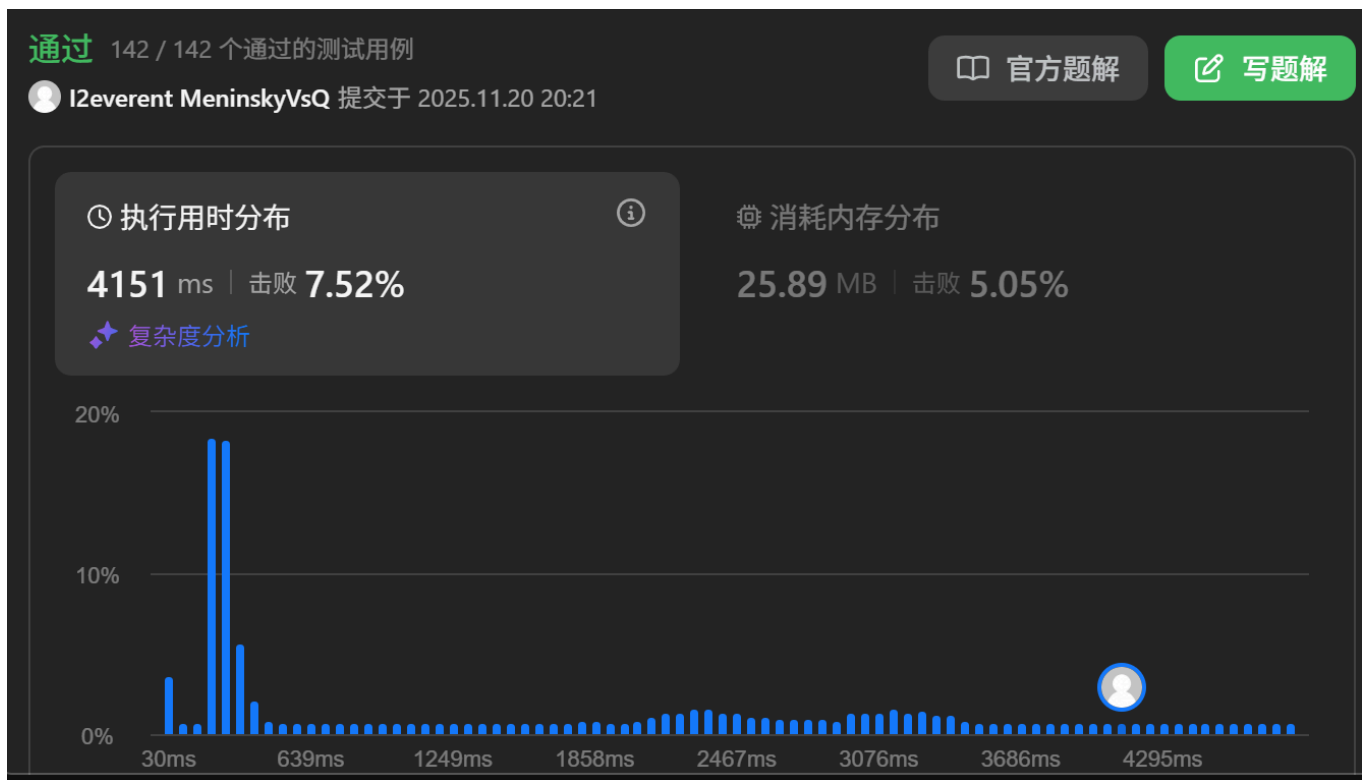 通过 142 / 142 个通过的测试用例
官方题解
写题解
I2everent MeninskyVsQ 提交于 2025.11.20 20:21
执行用时分布
消耗内存分布
4151 ms 击败 7.52%
25.89 MB 击败 5.05%
复杂度分析
20%
10%
0%
30ms 639ms 1249ms 1858ms 2467ms 3076ms 3686ms 4295ms